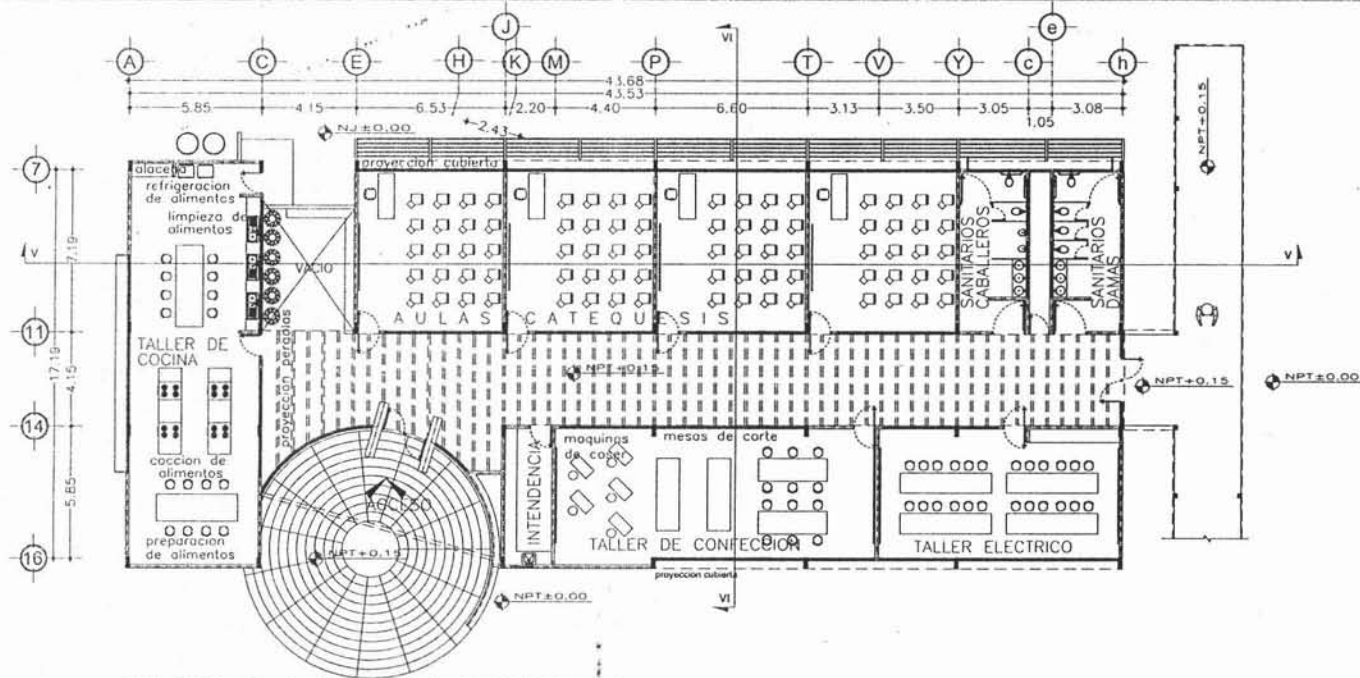 J
e
A
C
E
H
K
M
P
T
V
Y
c
h
VI
43.68
43.53
5.85
4.15
6.53
2.20
4.40
6.60
3.13
3.50
3.05
3.08
1.05
2.43
NJ±0.00
NPT+0.15
7
11
14
16
7.19
4.15
5.85
17.19
proyeccion cubierta
alacena
refrigeracion
de alimentos
limpieza de
alimentos
VACIO
V
V
SANITARIOS
CABALLEROS
SANITARIOS
DAMAS
AULAS CATEQUESIS
TALLER DE
COCINA
proyeccion pergolas
NPT+0.15
NPT+0.15
NPT±0.00
coccion de
alimentos
preparacion
de alimentos
ACCESO
NPT+0.15
INTENDENCIA
maquinas
de coser
mesas de corte
TALLER DE CONFECCION
TALLER ELECTRICO
proyeccion cubierta
NPT±0.00
VI